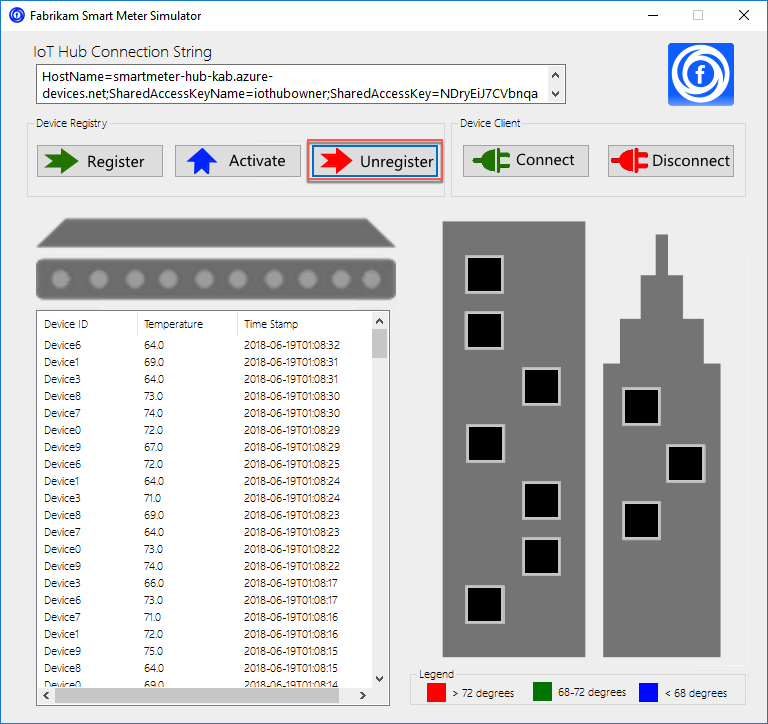 Fabrikam Smart Meter Simulator
IoT Hub Connection String
HostName=smartmeter-hub-kab.azure-
devices.net;SharedAccessKeyName=iothubowner;SharedAccessKey=NDryEiJ7CVbnqa
Device Registry
Device Client
Register
Activate
Unregister
Connect
Disconnect
Device ID Temperature Time Stamp
Device6 64.0 2018-06-19T01:08:32
Device1 69.0 2018-06-19T01:08:31
Device3 64.0 2018-06-19T01:08:31
Device8 73.0 2018-06-19T01:08:30
Device7 74.0 2018-06-19T01:08:30
Device0 72.0 2018-06-19T01:08:29
Device9 67.0 2018-06-19T01:08:29
Device6 72.0 2018-06-19T01:08:25
Device1 64.0 2018-06-19T01:08:24
Device3 71.0 2018-06-19T01:08:24
Device8 69.0 2018-06-19T01:08:23
Device7 64.0 2018-06-19T01:08:23
Device0 73.0 2018-06-19T01:08:22
Device9 74.0 2018-06-19T01:08:22
Device3 66.0 2018-06-19T01:08:17
Device6 73.0 2018-06-19T01:08:17
Device7 71.0 2018-06-19T01:08:16
Device1 72.0 2018-06-19T01:08:16
Device9 75.0 2018-06-19T01:08:15
Device8 64.0 2018-06-19T01:08:15
Device0 69.0 2018-06-19T01:08:14
Legend
> 72 degrees
68-72 degrees
< 68 degrees